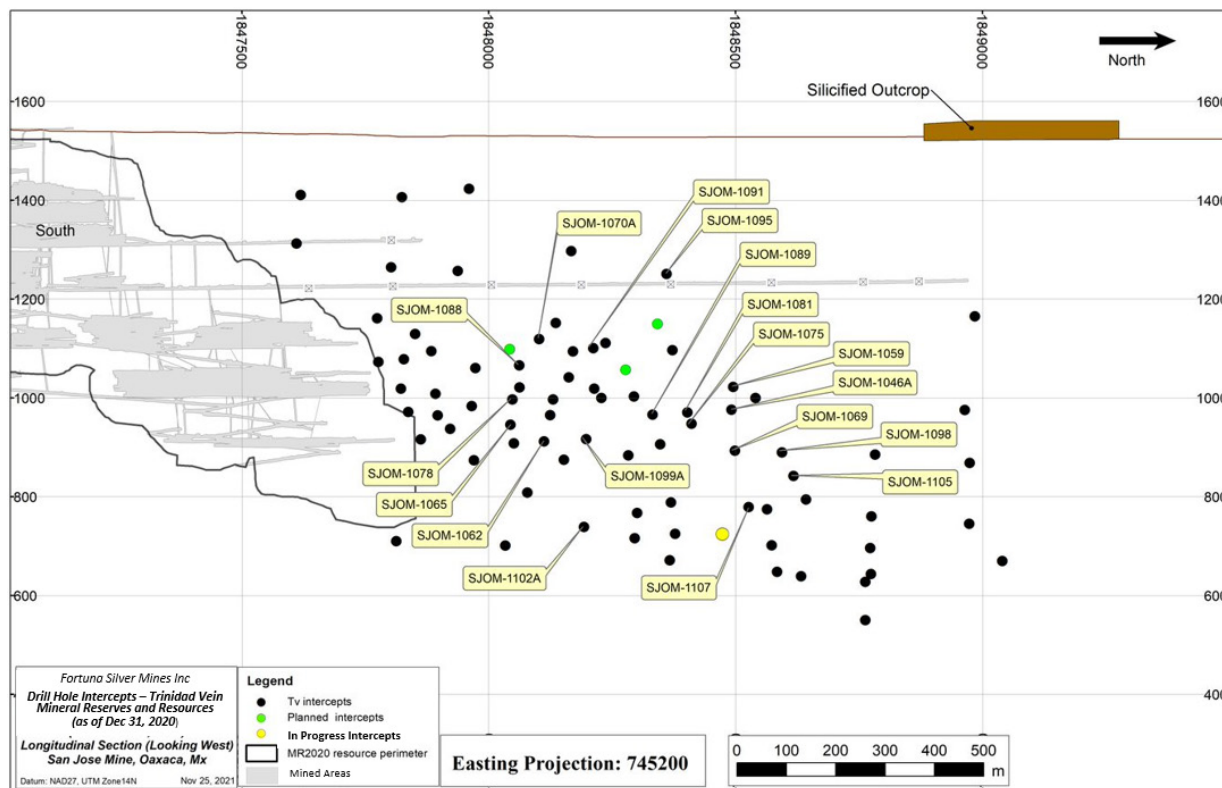 1847500
1848000
1848500
1849000
North
Silicified Outcrop
1600
1600
1400
1400
1200
1200
1000
1000
800
800
600
600
400
400
South
SJOM-1091
SJOM-1095
SJOM-1070A
SJOM-1089
SJOM-1088
SJOM-1081
SJOM-1075
SJOM-1059
SJOM-1046A
SJOM-1069
SJOM-1098
SJOM-1078
SJOM-1099A
SJOM-1105
SJOM-1065
SJOM-1062
SJOM-1102A
SJOM-1107
Fortuna Silver Mines Inc
Drill Hole Intercepts – Trinidad Vein
Mineral Reserves and Resources
(as of Dec 31, 2020)
Longitudinal Section (Looking West)
San Jose Mine, Oaxaca, Mx
Datum: NAD27, UTM Zone14N Nov 25, 2021
Legend
Tv intercepts
Planned intercepts
In Progress Intercepts
MR2020 resource perimeter
Mined Areas
Easting Projection: 745200
0 100 200 300 400 500
m